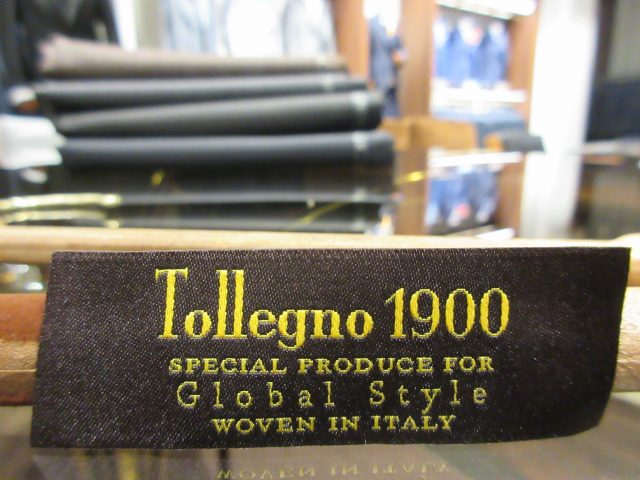 Tollegno 1900
SPECIAL PRODUCE FOR
Global Style
WOVEN IN ITALY